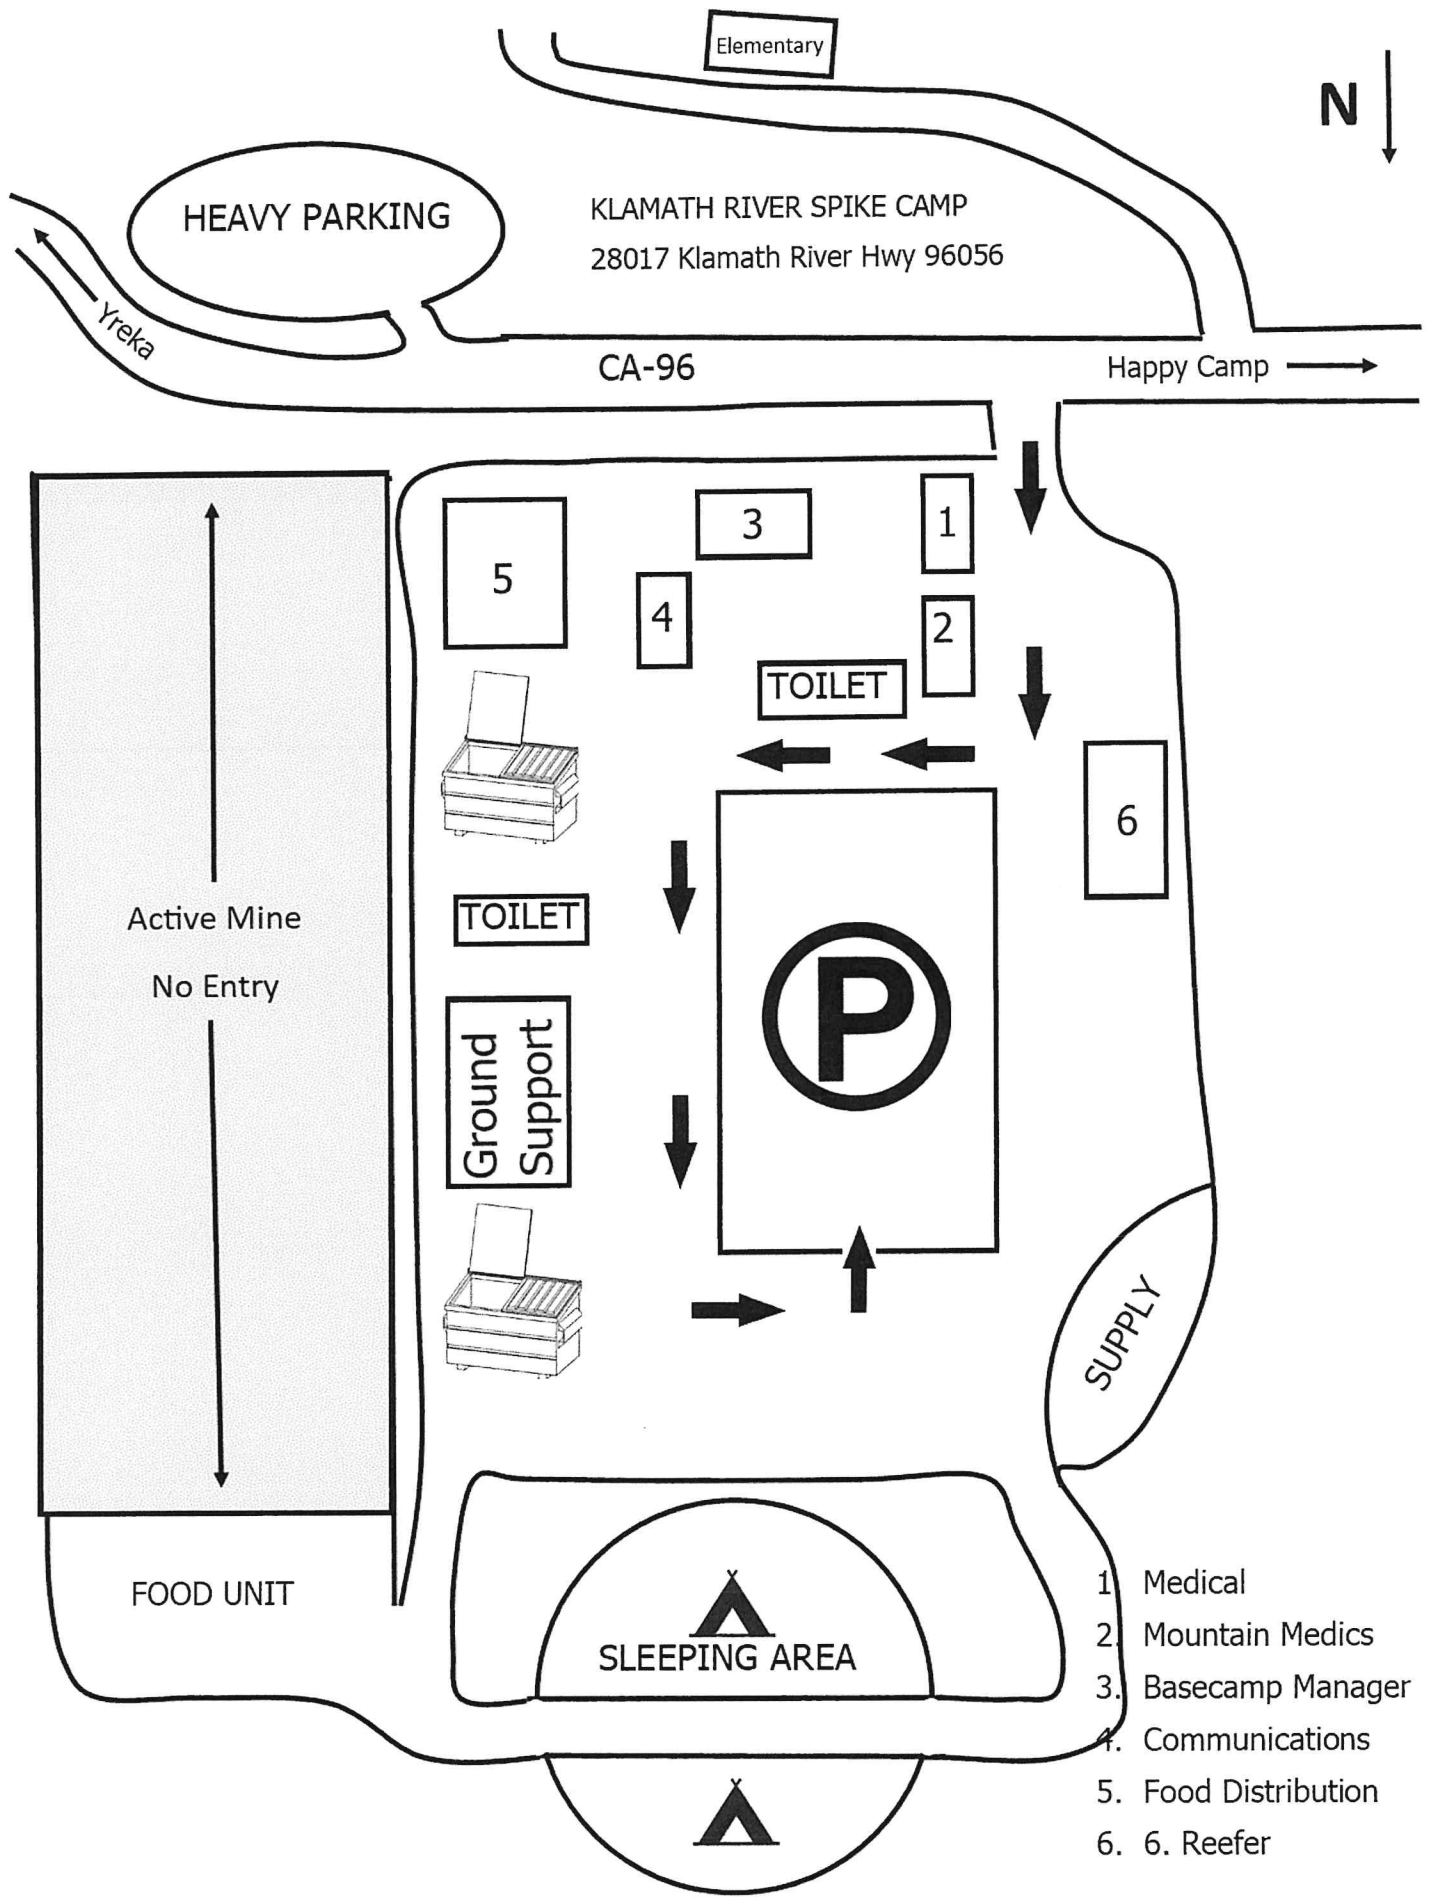 Elementary
N
HEAVY PARKING
KLAMATH RIVER SPIKE CAMP
28017 Klamath River Hwy 96056
Yreka
CA-96
Happy Camp
5
3
1
4
2
TOILET
6
Active Mine
No Entry
TOILET
P
Ground
Support
SUPPLY
FOOD UNIT
SLEEPING AREA
1. Medical
2. Mountain Medics
3. Basecamp Manager
4. Communications
5. Food Distribution
6. 6. Reefer